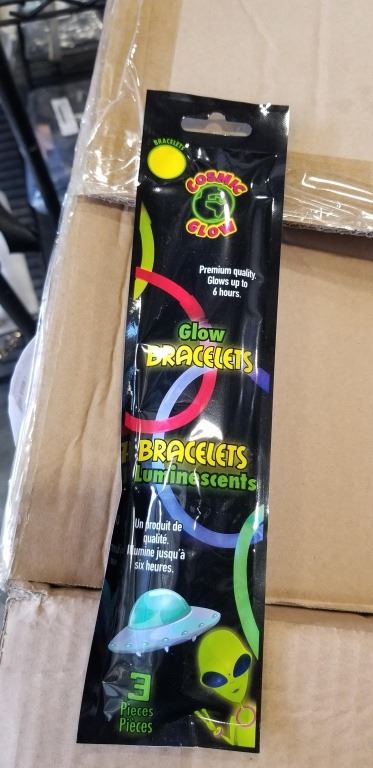 BRACELET
COSMIC
GLOW
Premium quality.
Glows up to
6 hours.
Glow
BRACELETS
BRACELETS
Luminescents
Un produit de
qualité.
Illumine jusqu'à
six heures.
3
Pieces
Pièces